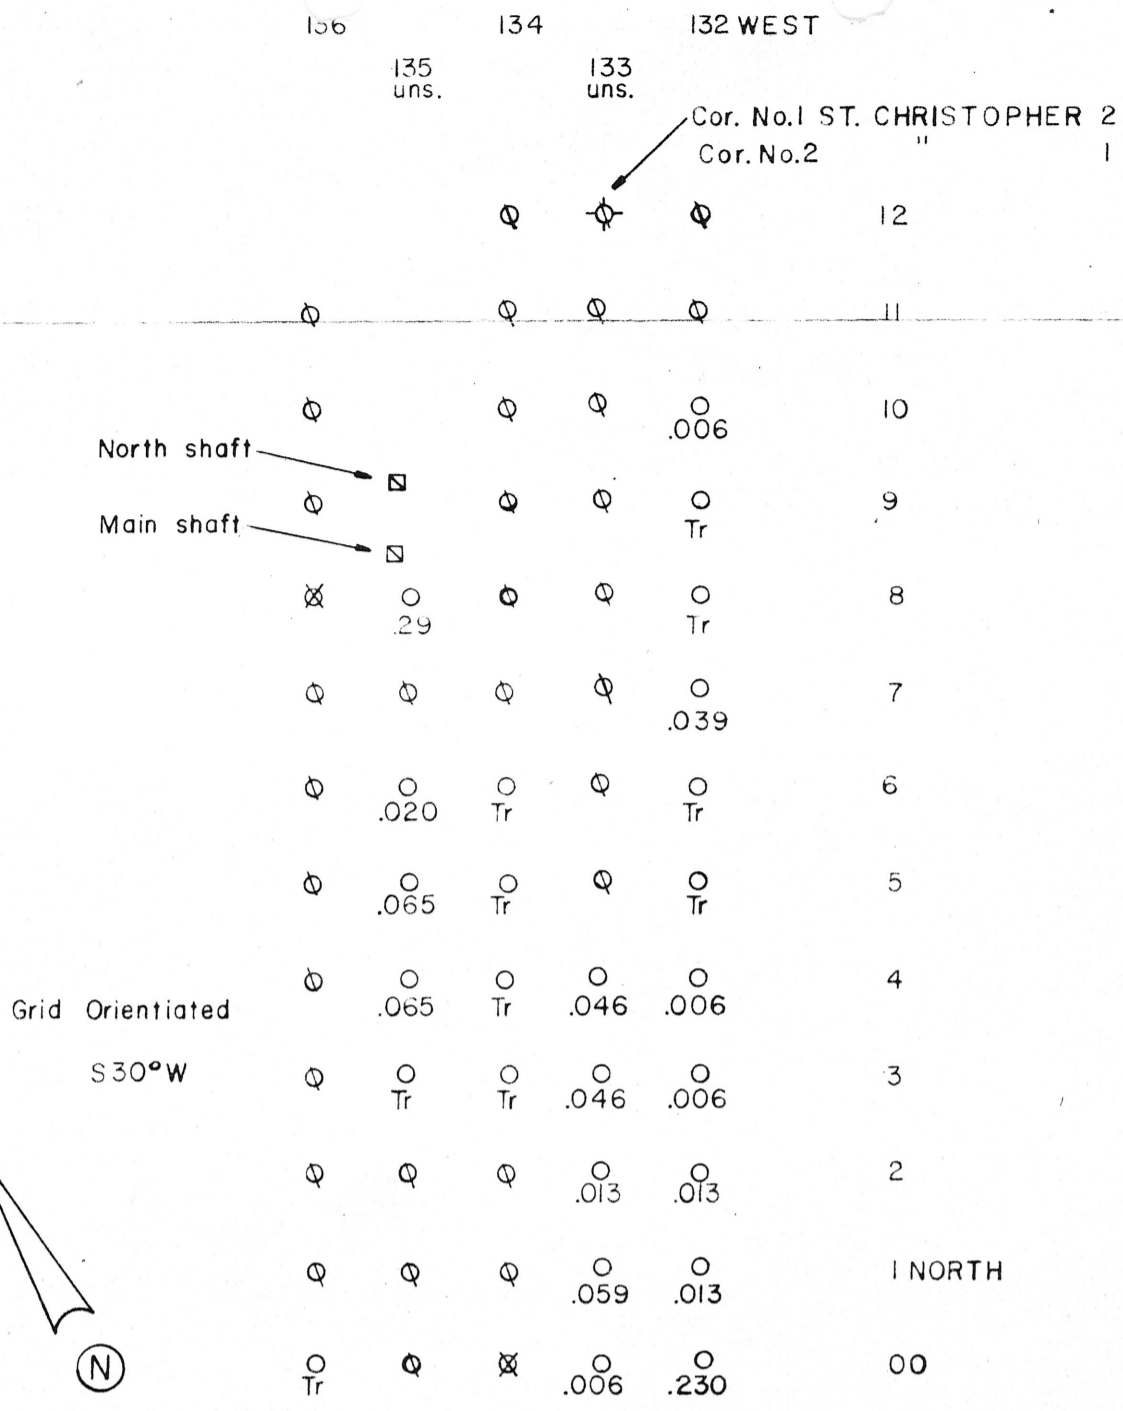 136 134 132 WEST
135 133
uns. uns.
Cor. No.1 ST. CHRISTOPHER 2
Cor. No.2 " 1
12
11
10
.006
North shaft
9
Main shaft
Tr
8
.29 Tr
7
.039
6
.020 Tr Tr
5
.065 Tr Tr
4
.065 Tr .046 .006
Grid Orientiated
S30°W
3
Tr Tr .046 .006
2
.013 .013
1 NORTH
.059 .013
N
00
Tr .006 .230